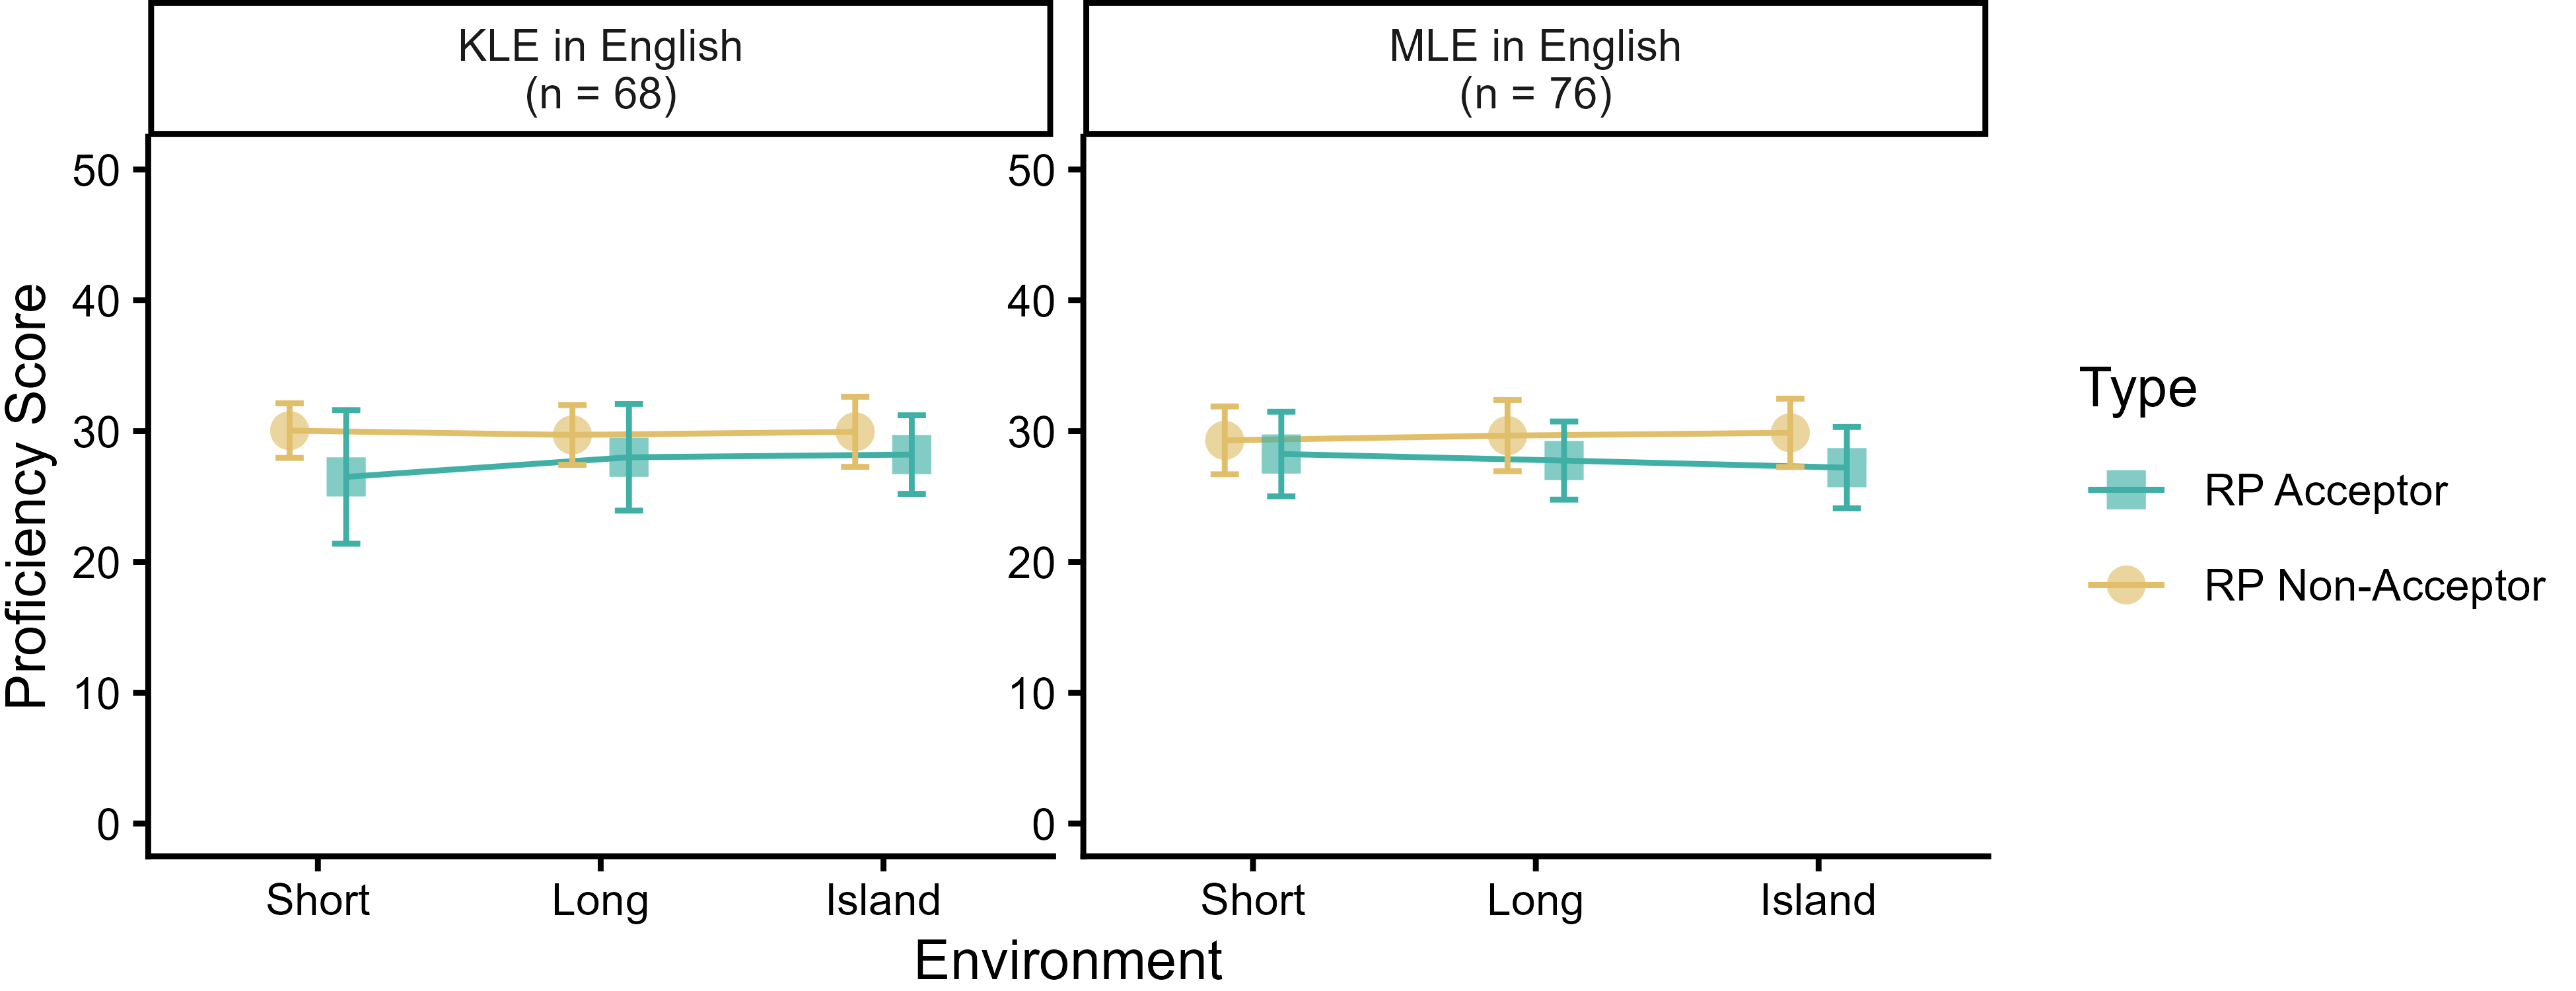 KLE in English
(n = 68)
MLE in English
(n = 76)
Proficiency Score
50
40
30
20
10
0
50
40
30
20
10
0
Short
Long
Island
Short
Long
Island
Environment
Type
RP Acceptor
RP Non-Acceptor